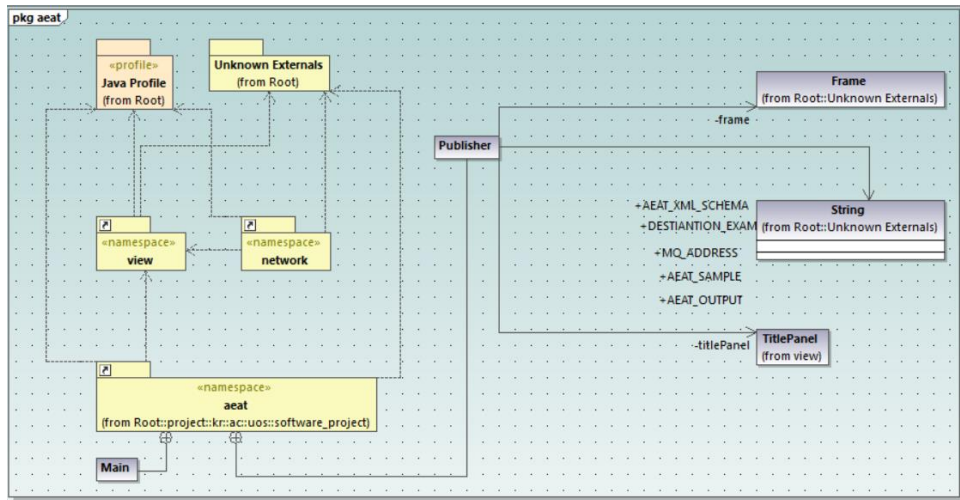 pkg aeat
«profile»
Java Profile
(from Root)
Unknown Externals
(from Root)
Frame
(from Root::Unknown Externals)
-frame
Publisher
+AEAT_XML_SCHEMA
+DESTIANTION_EXAM
+MQ_ADDRESS
+AEAT_SAMPLE
+AEAT_OUTPUT
String
(from Root::Unknown Externals)
«namespace»
view
«namespace»
network
-titlePanel
TitlePanel
(from view)
«namespace»
aeat
(from Root::project::kr::ac::uos::software_project)
Main